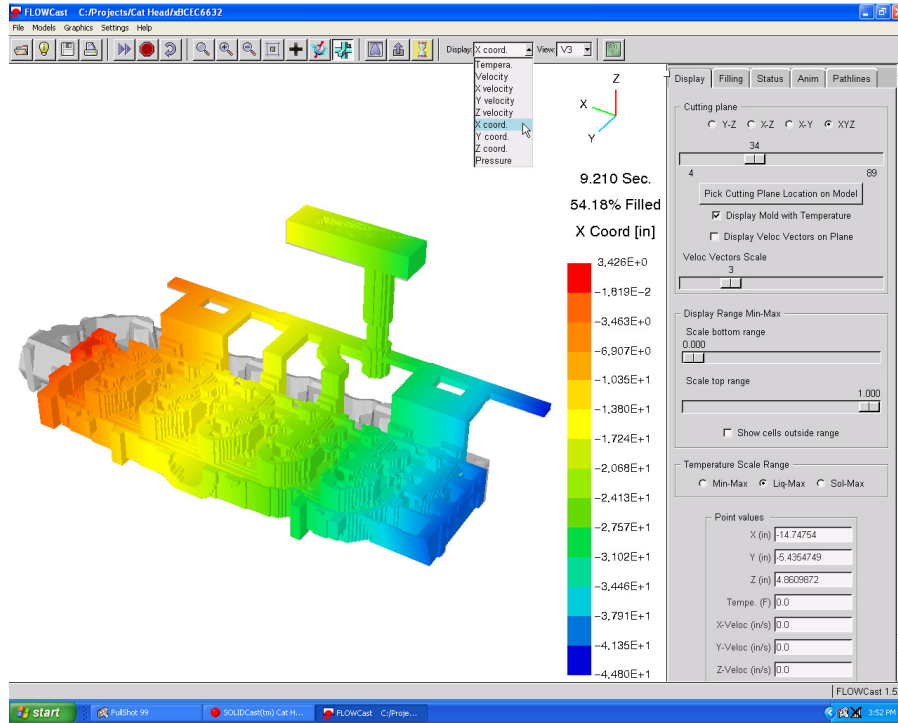 FLOWCast C:/Projects/Cat Head/xBCEC6632
File Models Graphics Settings Help
Display: X coord. View: V3
Tempera.
Velocity
X velocity
Y velocity
Z velocity
X coord.
Y coord.
Z coord.
Pressure
Z
X
Y
9.210 Sec.
54.18% Filled
X Coord [in]
3.426E+0
-1.819E-2
-3.463E+0
-6.907E+0
-1.035E+1
-1.380E+1
-1.724E+1
-2.068E+1
-2.413E+1
-2.757E+1
-3.102E+1
-3.446E+1
-3.791E+1
-4.135E+1
-4.480E+1
Display Filling Status Anim Pathlines
Cutting plane
Y-Z X-Z X-Y XYZ
34
4 89
Pick Cutting Plane Location on Model
Display Mold with Temperature
Display Veloc Vectors on Plane
Veloc Vectors Scale
3
Display Range Min-Max
Scale bottom range
0.000
Scale top range
1.000
Show cells outside range
Temperature Scale Range
Min-Max Liq-Max Sol-Max
Point values
X (in) -14.74754
Y (in) -5.4354749
Z (in) 4.8609872
Tempe. (F) 0.0
X-Veloc (in/s) 0.0
Y-Veloc (in/s) 0.0
Z-Veloc (in/s) 0.0
FLOWCast 1.5
start FullShot 99 SOLIDCast(tm) Cat H... FLOWCast C:/Proje... 3:52 PM